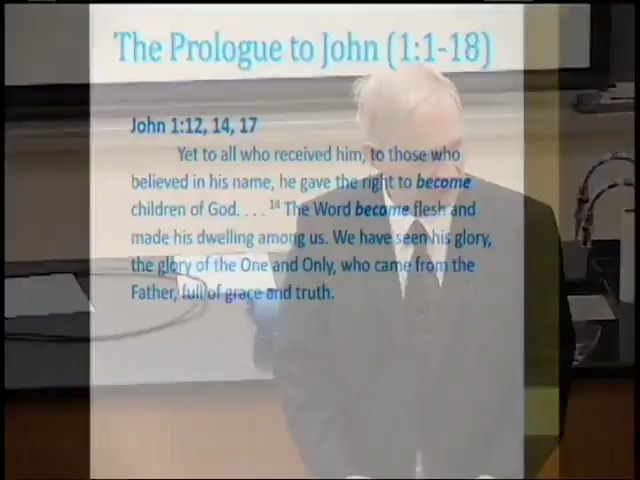 The Prologue to John (1:1-18)
John 1:12, 14, 17
Yet to all who received him, to those who
believed in his name, he gave the right to become
children of God. . . . 14 The Word became flesh and
made his dwelling among us. We have seen his glory,
the glory of the One and Only, who came from the
Father, full of grace and truth.